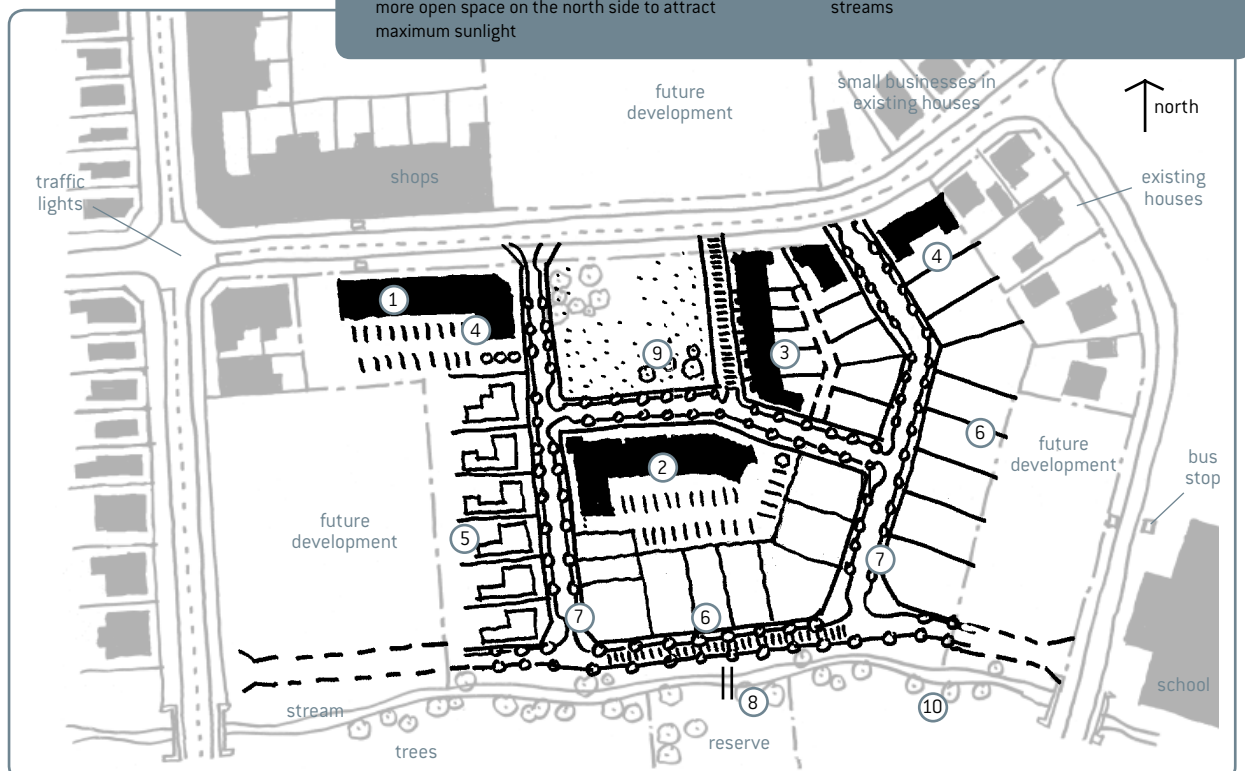 more open space on the north side to attract
maximum sunlight
streams
future
development
small businesses in
existing houses
north
traffic
lights
shops
existing
houses
1
4
9
3
4
2
6
future
development
bus
stop
future
development
5
7
7
6
8
10
stream
school
trees
reserve